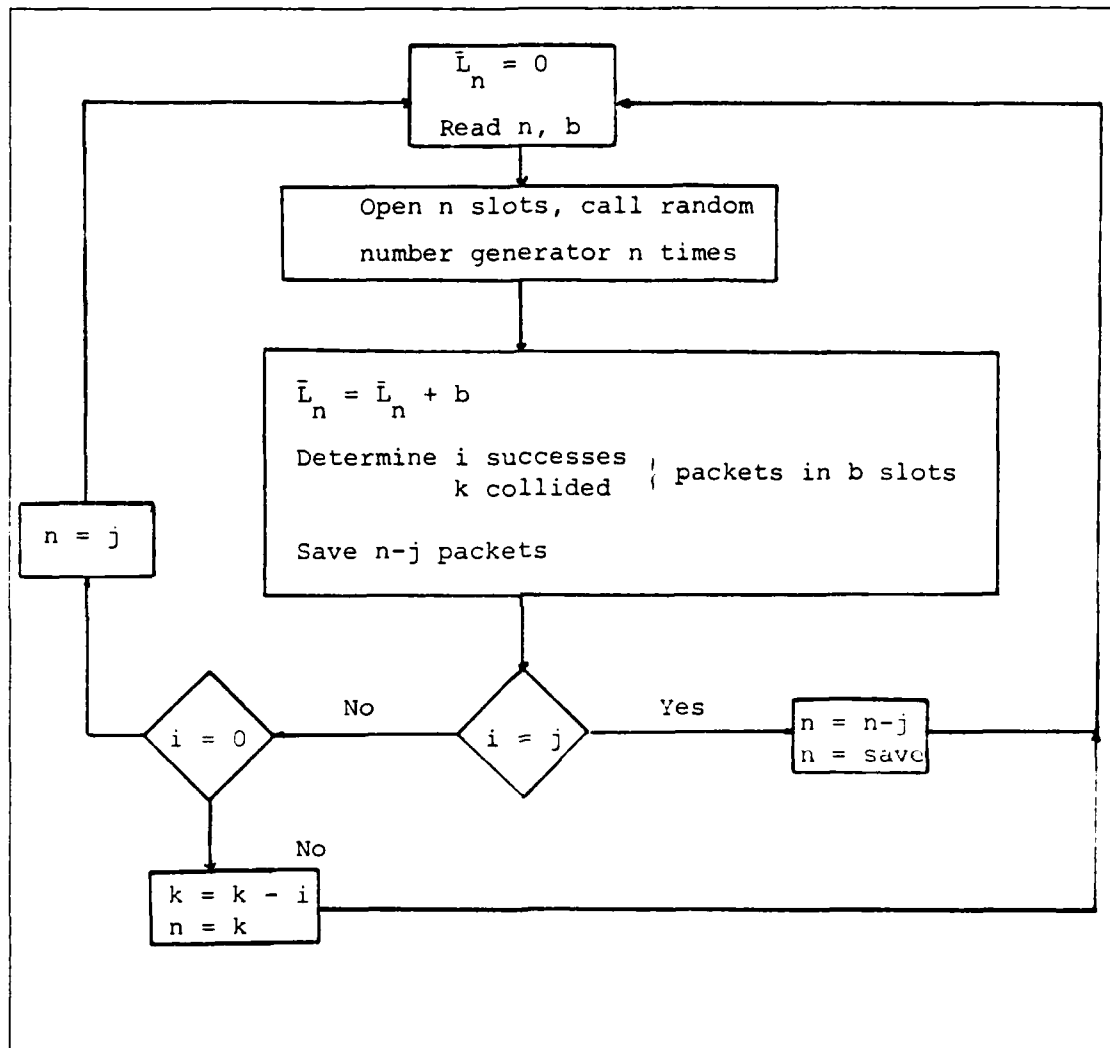 L̄n = 0
Read n, b
Open n slots, call random
number generator n times
L̄n = L̄n + b
Determine i successes
k collided } packets in b slots
Save n-j packets
n = j
No
Yes
i = 0
i = j
n = n-j
n = save
No
k = k - i
n = k